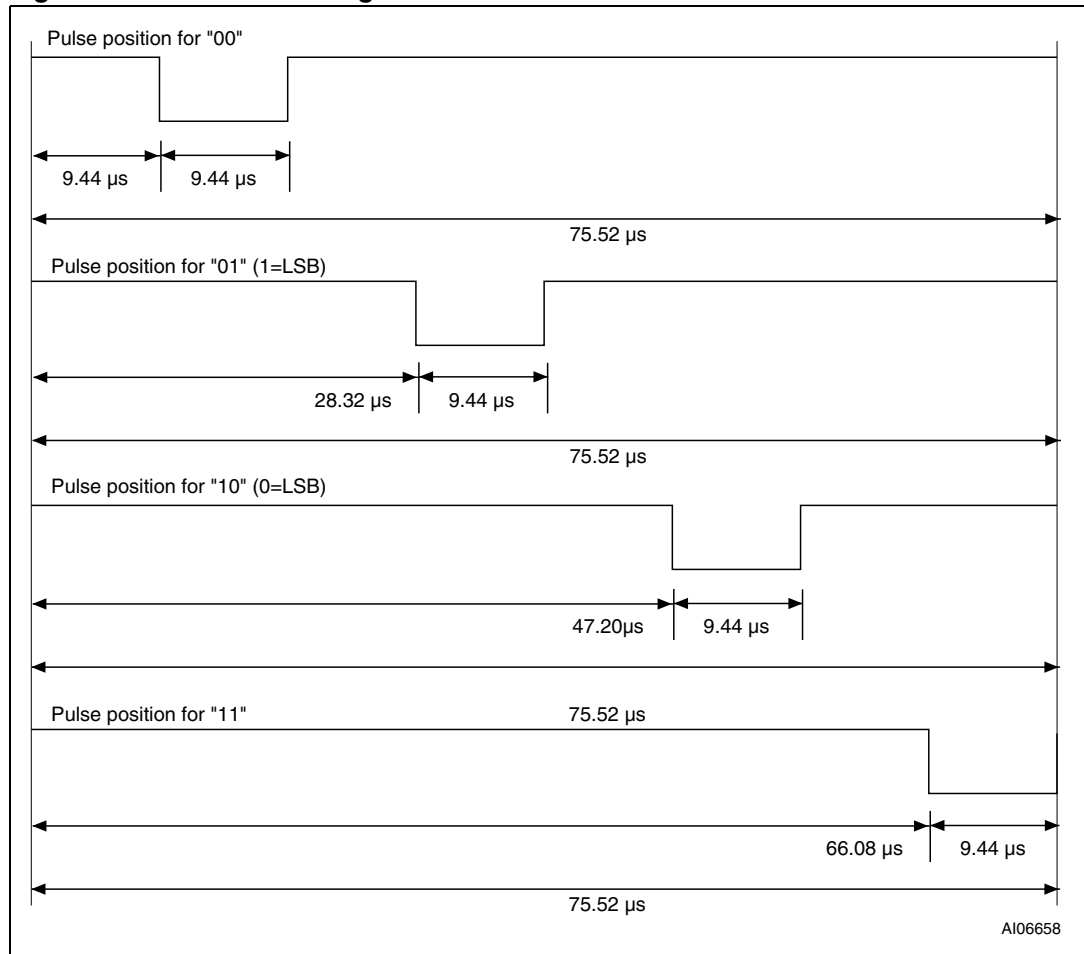 Pulse position for "00"
9.44 µs 9.44 µs
75.52 µs
Pulse position for "01" (1=LSB)
28.32 µs 9.44 µs
75.52 µs
Pulse position for "10" (0=LSB)
47.20µs 9.44 µs
Pulse position for "11" 75.52 µs
66.08 µs 9.44 µs
75.52 µs
AI06658